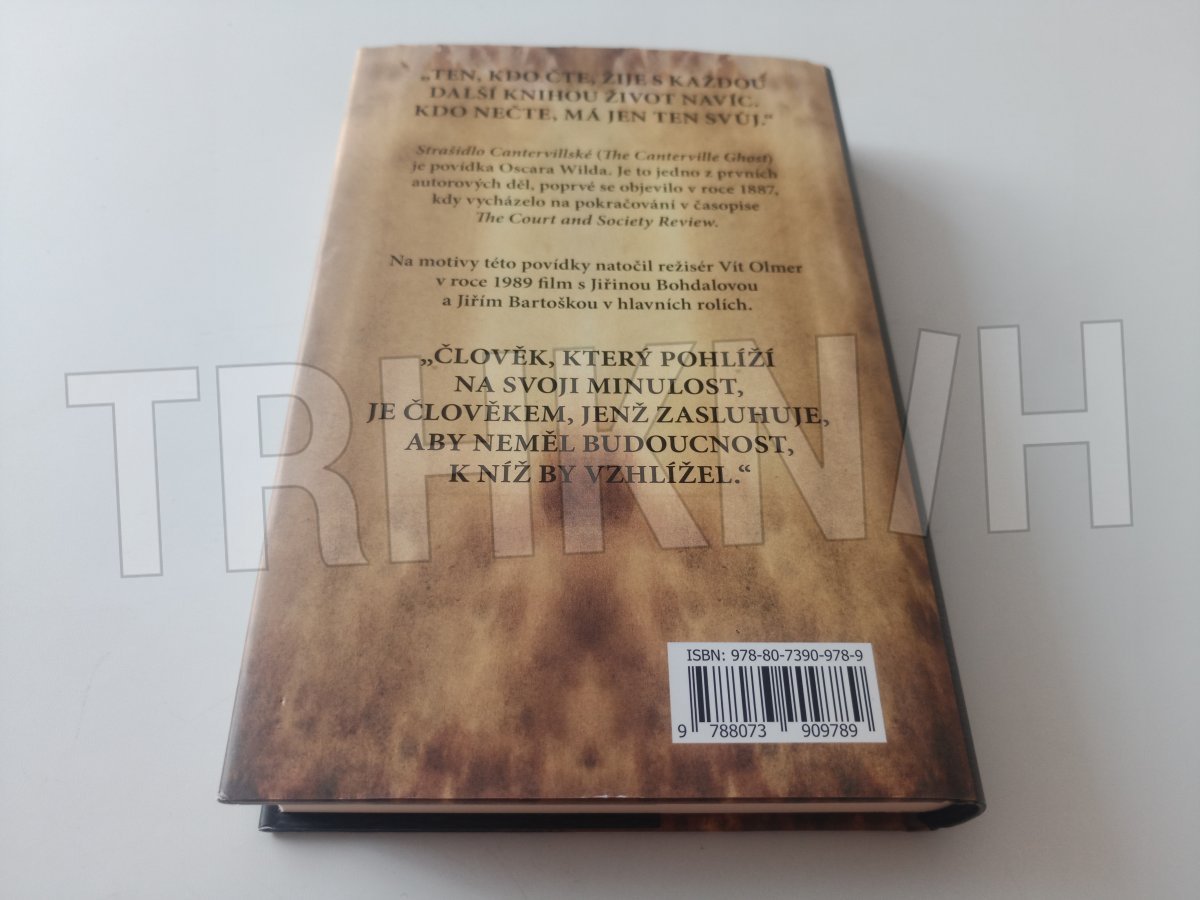 „TEN, KDO ČTE, ŽIJE S KAŽDOU
DALŠÍ KNIHOU ŽIVOT NAVÍC.
KDO NEČTE, MÁ JEN TEN SVŮJ.“
Strašidlo Cantervillské (The Canterville Ghost)
je povídka Oscara Wilda. Je to jedno z prvních
autorových děl, poprvé se objevilo v roce 1887,
kdy vycházelo na pokračování v časopise
The Court and Society Review.
Na motivy této povídky natočil režisér Vít Olmer
v roce 1989 film s Jiřinou Bohdalovou
a Jiřím Bartoškou v hlavních rolích.
„ČLOVĚK, KTERÝ POHLÍŽÍ
NA SVOJI MINULOST,
JE ČLOVĚKEM, JENŽ ZASLUHUJE,
ABY NEMĚL BUDOUCNOST,
K NÍŽ BY VZHLÍŽEL.“
TRHKN/H
ISBN: 978-80-7390-978-9
9 788073 909789